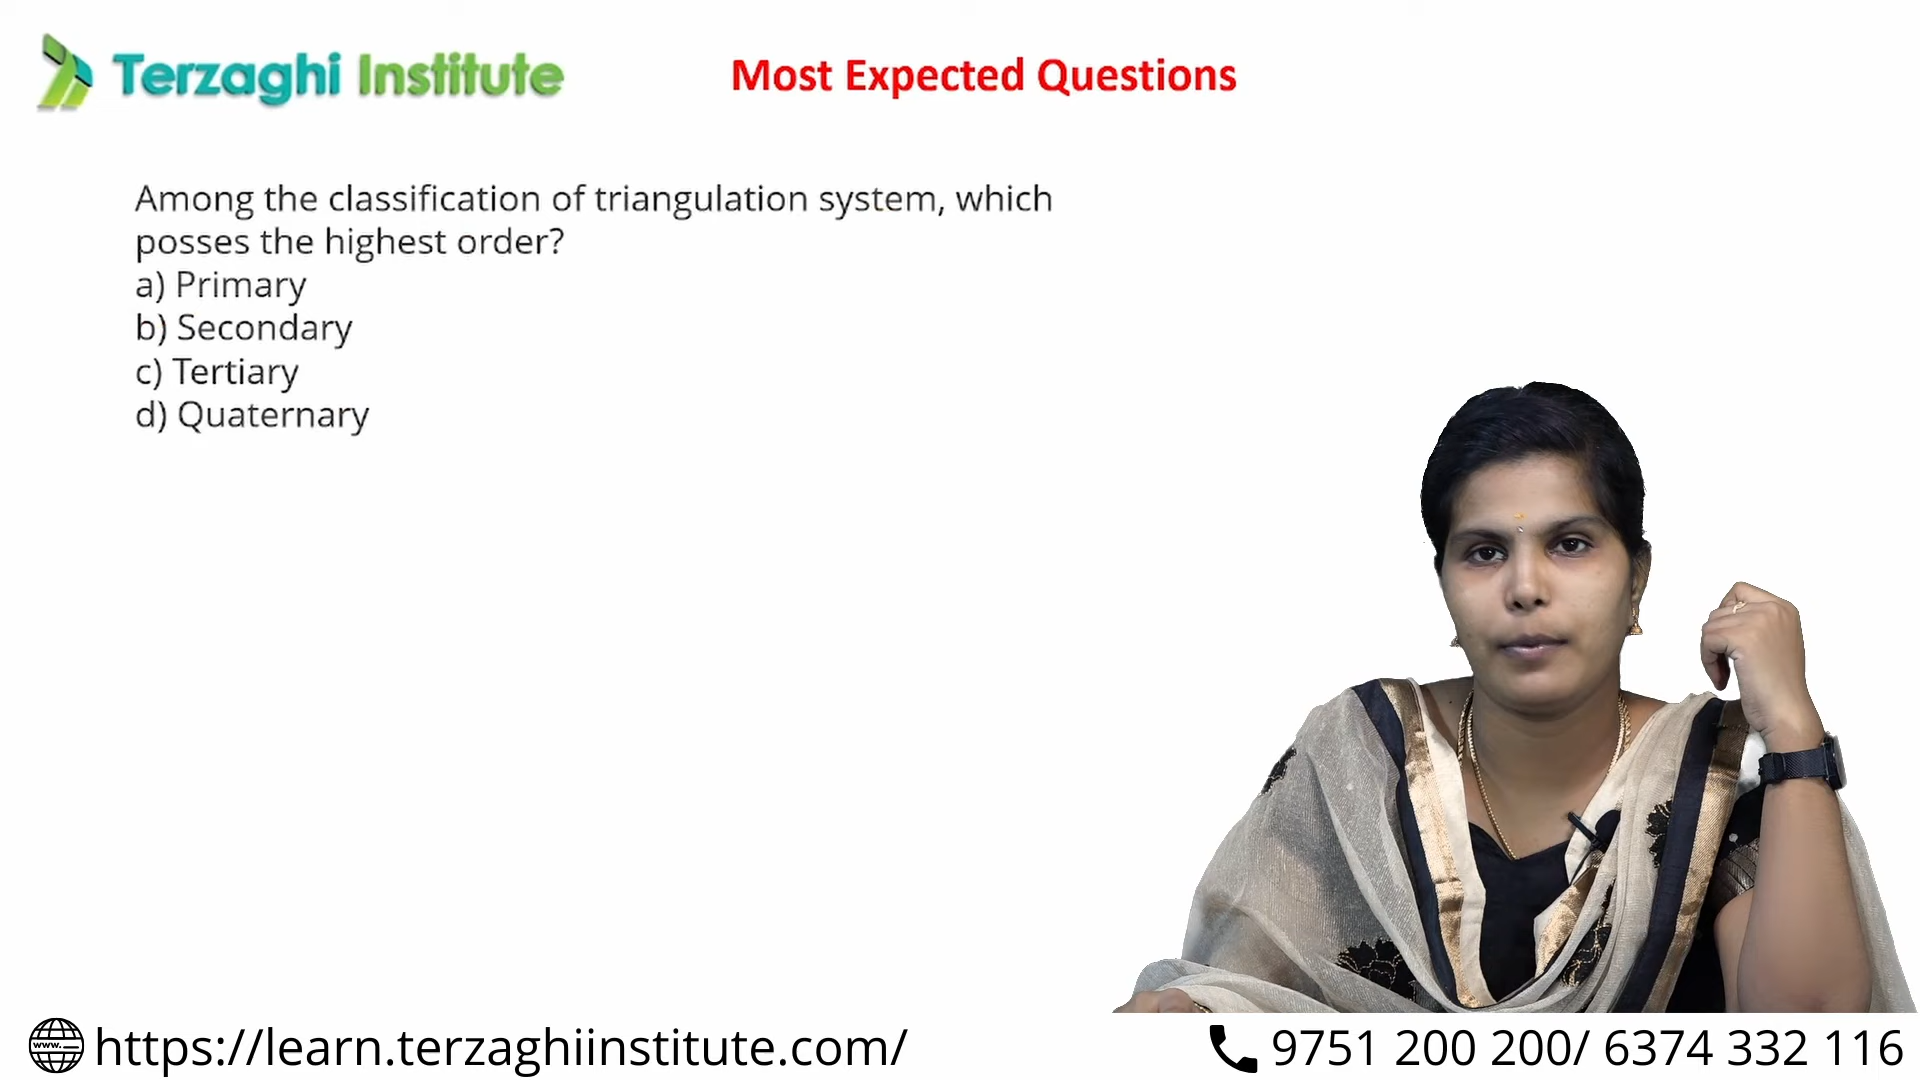 Terzaghi Institute
Most Expected Questions
Among the classification of triangulation system, which
posses the highest order?
a) Primary
b) Secondary
c) Tertiary
d) Quaternary
www.
https://learn.terzaghiinstitute.com/
9751 200 200/ 6374 332 116